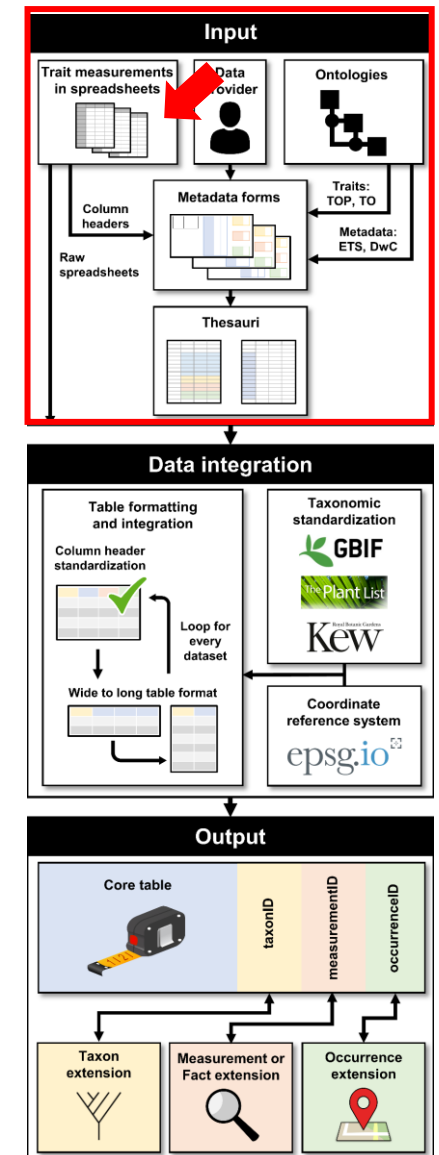 Input
Trait measurements
in spreadsheets
Data
Ontologies
Metadata forms
Traits:
TOP, TO
Column
headers
Metadata:
ETS, DwC
Raw
spreadsheets
Thesauri
Data integration
Table formatting
and integration
Taxonomic
standardization
Column header
standardization
GBIF
The Plant List
Royal Botanic Gardens
Kew
Loop for
every
dataset
Wide to long table format
Coordinate
reference system
epsg.io
Output
Core table
taxonID
measurementID
occurrenceID
Taxon
extension
Measurement or
Fact extension
Occurrence
extension